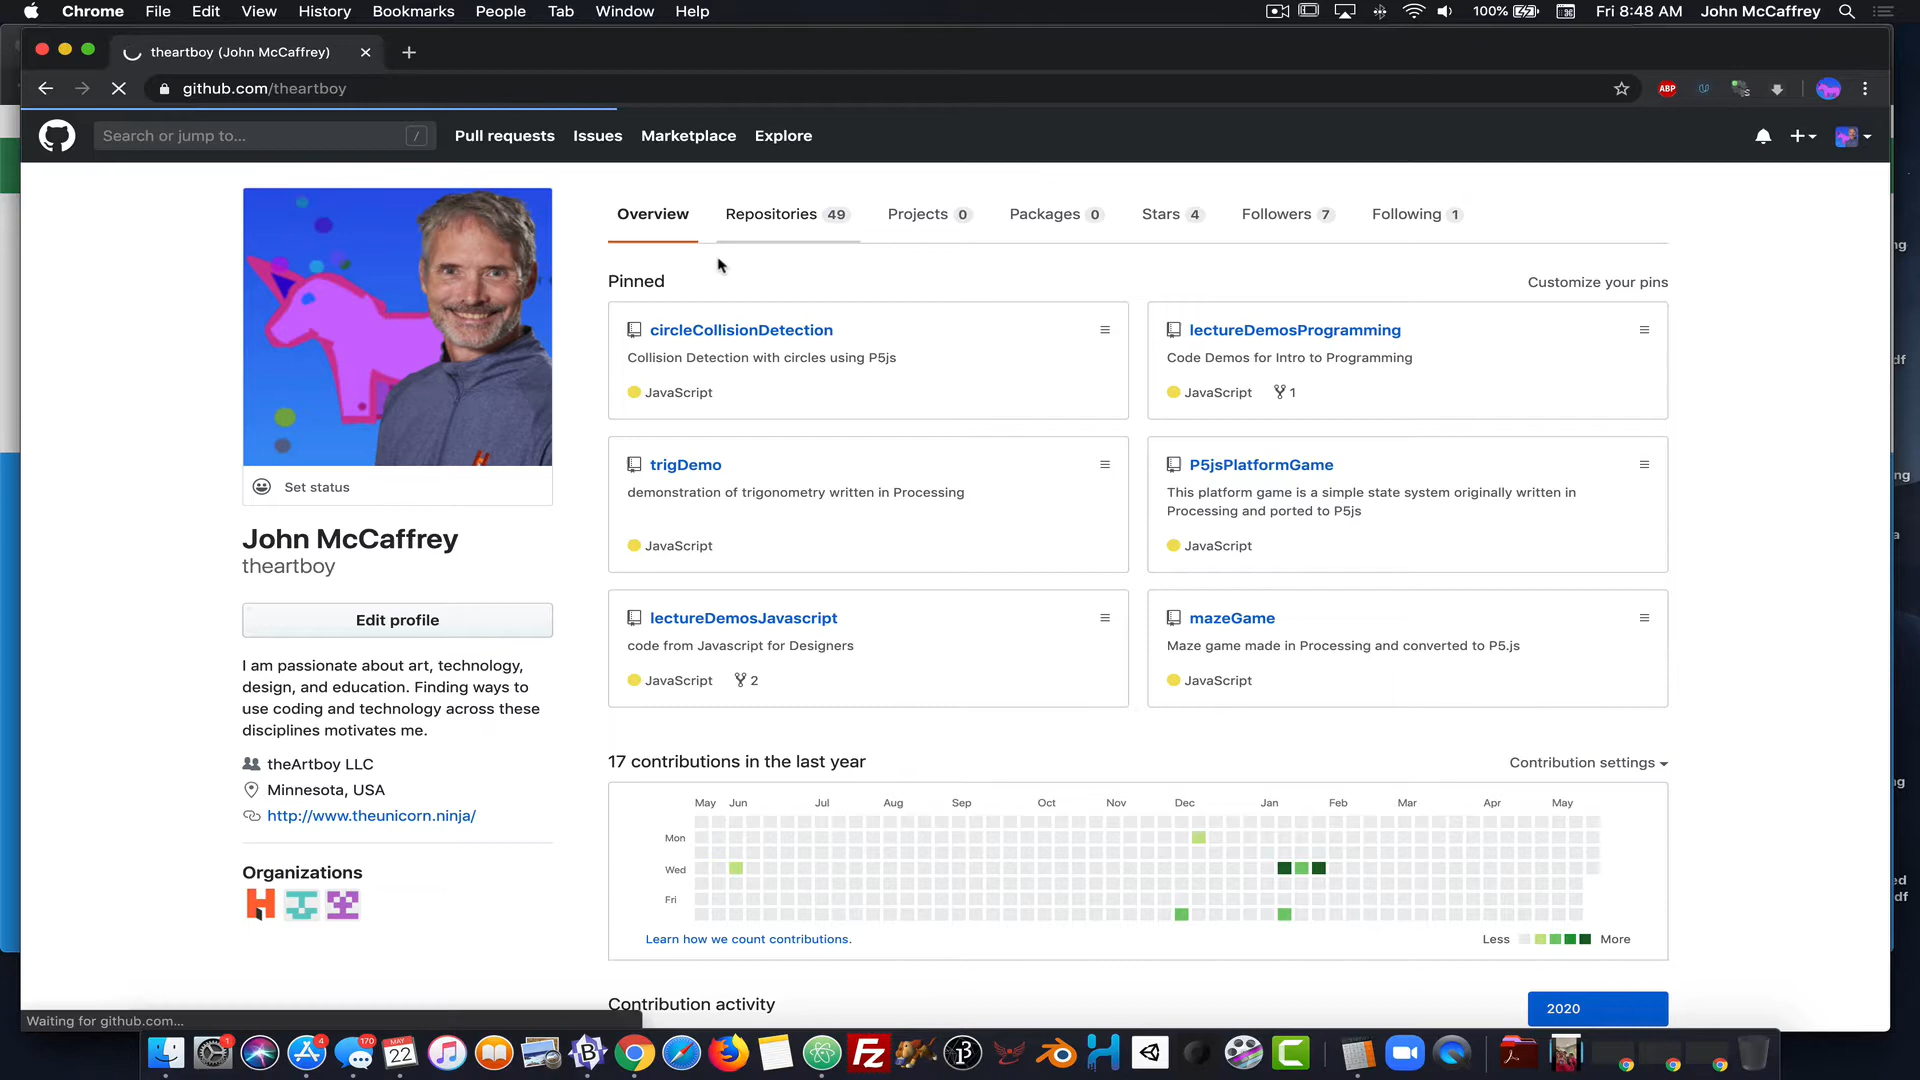 Chrome File Edit View History Bookmarks People Tab Window Help 100% Fri 8:48 AM John McCaffrey
theartboy (John McCaffrey)
github.com/theartboy
ABP
Search or jump to... / Pull requests Issues Marketplace Explore
Overview Repositories 49 Projects 0 Packages 0 Stars 4 Followers 7 Following 1
Pinned Customize your pins
circleCollisionDetection
Collision Detection with circles using P5js
JavaScript
lectureDemosProgramming
Code Demos for Intro to Programming
JavaScript 1
trigDemo
demonstration of trigonometry written in Processing
JavaScript
P5jsPlatformGame
This platform game is a simple state system originally written in
Processing and ported to P5js
JavaScript
lectureDemosJavascript
code from Javascript for Designers
JavaScript 2
mazeGame
Maze game made in Processing and converted to P5.js
JavaScript
Set status
John McCaffrey
theartboy
Edit profile
I am passionate about art, technology,
design, and education. Finding ways to
use coding and technology across these
disciplines motivates me.
theArtboy LLC
Minnesota, USA
http://www.theunicorn.ninja/
Organizations
17 contributions in the last year Contribution settings
May Jun Jul Aug Sep Oct Nov Dec Jan Feb Mar Apr May
Mon
Wed
Fri
Learn how we count contributions. Less More
Contribution activity
2020
Waiting for github.com...
1 4 170 MAY 22